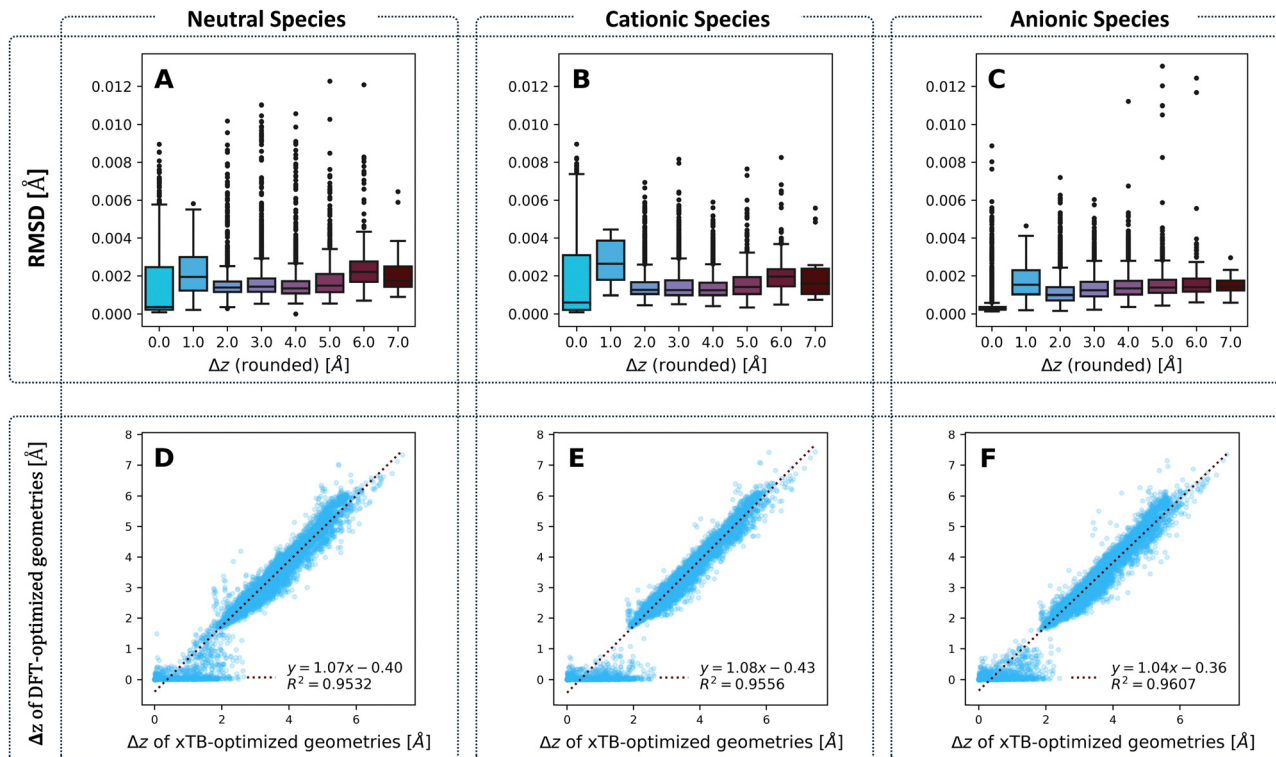 Neutral Species
Cationic Species
Anionic Species
RMSD [Å]
A
0.012
0.010
0.008
0.006
0.004
0.002
0.000
0.0 1.0 2.0 3.0 4.0 5.0 6.0 7.0
Δz (rounded) [Å]
B
0.012
0.010
0.008
0.006
0.004
0.002
0.000
0.0 1.0 2.0 3.0 4.0 5.0 6.0 7.0
Δz (rounded) [Å]
C
0.012
0.010
0.008
0.006
0.004
0.002
0.000
0.0 1.0 2.0 3.0 4.0 5.0 6.0 7.0
Δz (rounded) [Å]
Δz of DFT-optimized geometries [Å]
D
8
7
6
5
4
3
2
1
0
y = 1.07x − 0.40
R² = 0.9532
0 2 4 6
Δz of xTB-optimized geometries [Å]
E
8
7
6
5
4
3
2
1
0
y = 1.08x − 0.43
R² = 0.9556
0 2 4 6
Δz of xTB-optimized geometries [Å]
F
8
7
6
5
4
3
2
1
0
y = 1.04x − 0.36
R² = 0.9607
0 2 4 6
Δz of xTB-optimized geometries [Å]